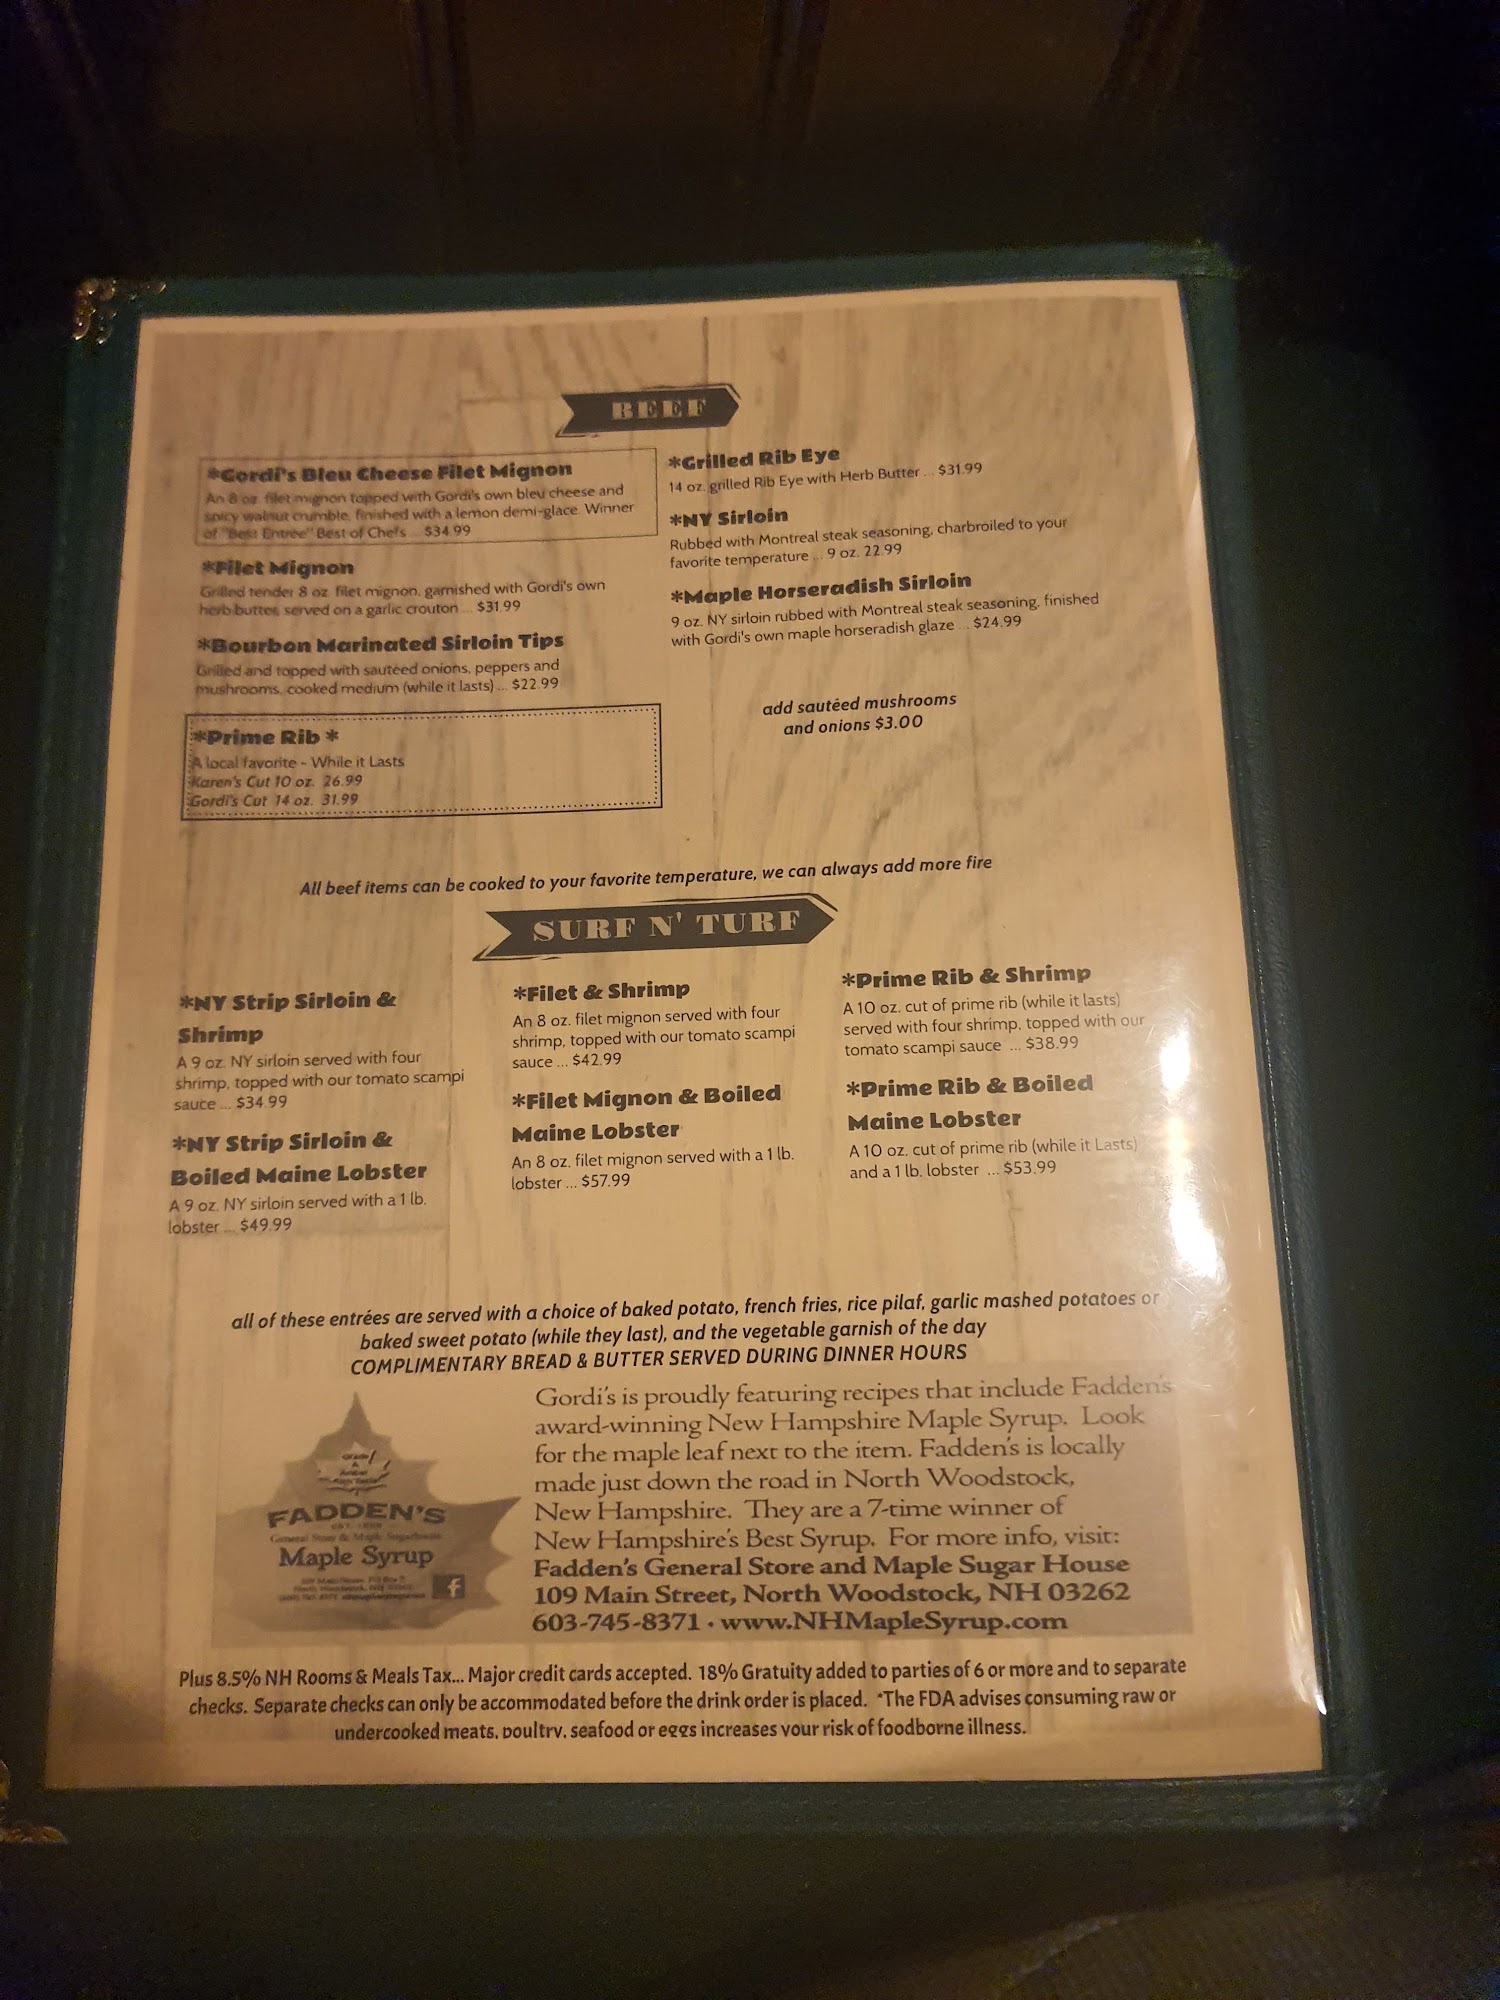 BEEF
*Gordi's Bleu Cheese Filet Mignon
An 8 oz. filet mignon topped with Gordi's own bleu cheese and
spicy walnut crumble, finished with a lemon demi-glace. Winner
of "Best Entree" Best of Chefs ... $34.99
*Filet Mignon
Grilled tender 8 oz. filet mignon, garnished with Gordi's own
herb butter, served on a garlic crouton ... $31.99
*Bourbon Marinated Sirloin Tips
Grilled and topped with sautéed onions, peppers and
mushrooms, cooked medium (while it lasts) ... $22.99
*Prime Rib *
A local favorite - While it Lasts
Karen's Cut 10 oz. 26.99
Gordi's Cut 14 oz. 31.99
*Grilled Rib Eye
14 oz. grilled Rib Eye with Herb Butter ... $31.99
*NY Sirloin
Rubbed with Montreal steak seasoning, charbroiled to your
favorite temperature ... 9 oz. 22.99
*Maple Horseradish Sirloin
9 oz. NY sirloin rubbed with Montreal steak seasoning, finished
with Gordi's own maple horseradish glaze ... $24.99
add sautéed mushrooms
and onions $3.00
All beef items can be cooked to your favorite temperature, we can always add more fire
SURF N' TURF
*NY Strip Sirloin &
Shrimp
A 9 oz. NY sirloin served with four
shrimp, topped with our tomato scampi
sauce ... $34.99
*NY Strip Sirloin &
Boiled Maine Lobster
A 9 oz. NY sirloin served with a 1 lb.
lobster ... $49.99
*Filet & Shrimp
An 8 oz. filet mignon served with four
shrimp, topped with our tomato scampi
sauce ... $42.99
*Filet Mignon & Boiled
Maine Lobster
An 8 oz. filet mignon served with a 1 lb.
lobster ... $57.99
*Prime Rib & Shrimp
A 10 oz. cut of prime rib (while it lasts)
served with four shrimp, topped with our
tomato scampi sauce ... $38.99
*Prime Rib & Boiled
Maine Lobster
A 10 oz. cut of prime rib (while it Lasts)
and a 1 lb. lobster ... $53.99
all of these entrées are served with a choice of baked potato, french fries, rice pilaf, garlic mashed potatoes or
baked sweet potato (while they last), and the vegetable garnish of the day
COMPLIMENTARY BREAD & BUTTER SERVED DURING DINNER HOURS
FADDEN'S
General Store & Maple Sugarhouse
Maple Syrup
f
Gordi's is proudly featuring recipes that include Fadden's
award-winning New Hampshire Maple Syrup. Look
for the maple leaf next to the item. Fadden's is locally
made just down the road in North Woodstock,
New Hampshire. They are a 7-time winner of
New Hampshire's Best Syrup. For more info, visit:
Fadden's General Store and Maple Sugar House
109 Main Street, North Woodstock, NH 03262
603-745-8371 · www.NHMapleSyrup.com
Plus 8.5% NH Rooms & Meals Tax... Major credit cards accepted. 18% Gratuity added to parties of 6 or more and to separate
checks. Separate checks can only be accommodated before the drink order is placed. *The FDA advises consuming raw or
undercooked meats, poultry, seafood or eggs increases your risk of foodborne illness.